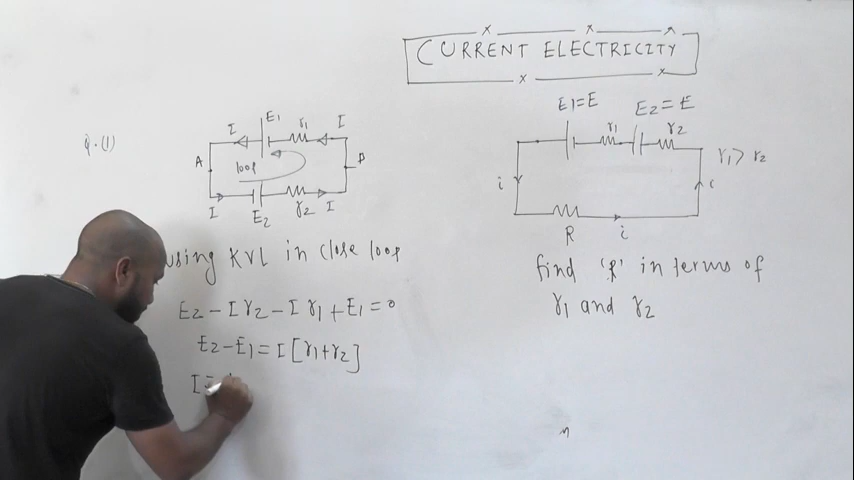 CURRENT ELECTRICITY
Q.(1)
E1
r1
I
I
A
B
loop
I
E2
r2
I
using KVL in close loop
E2 - I r2 - I r1 + E1 = 0
E2 - E1 = I [r1 + r2]
I =
E1 = E
E2 = E
r1
r2
r1 > r2
i
i
R
i
find 'R' in terms of
r1 and r2